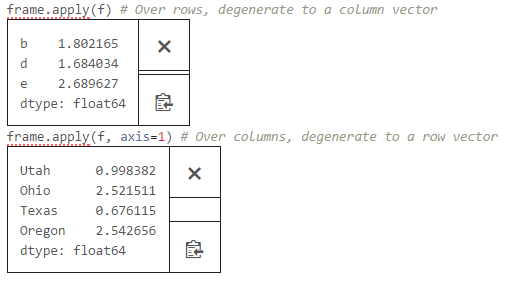 frame.apply(f) # Over rows, degenerate to a column vector
b 1.802165
d 1.684034
e 2.689627
dtype: float64
frame.apply(f, axis=1) # Over columns, degenerate to a row vector
Utah 0.998382
Ohio 2.521511
Texas 0.676115
Oregon 2.542656
dtype: float64